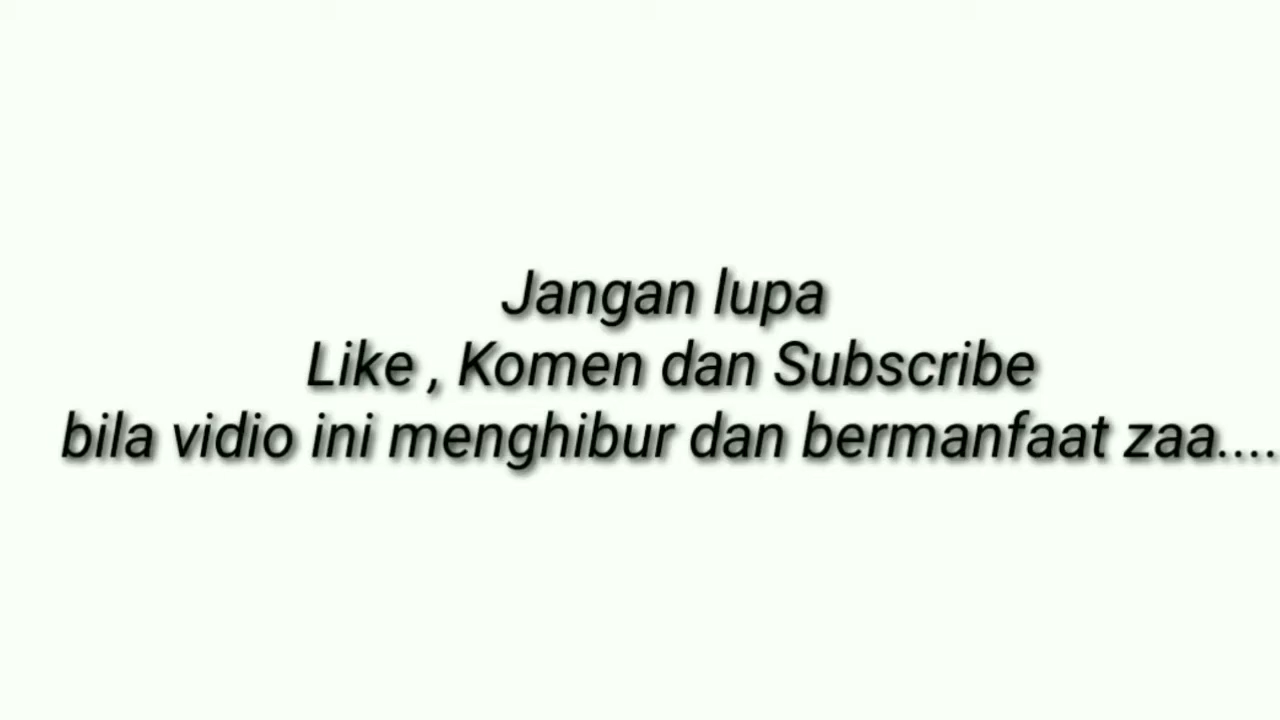 Jangan lupa
Like , Komen dan Subscribe
bila vidio ini menghibur dan bermanfaat zaa....